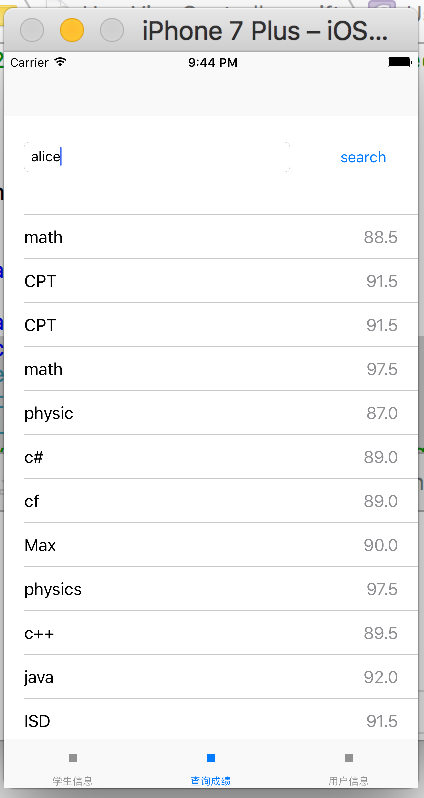 iPhone 7 Plus – iOS...
Carrier 9:44 PM
alice search
math 88.5
CPT 91.5
CPT 91.5
math 97.5
physic 87.0
c# 89.0
cf 89.0
Max 90.0
physics 97.5
c++ 89.5
java 92.0
ISD 91.5
学生信息 查询成绩 用户信息